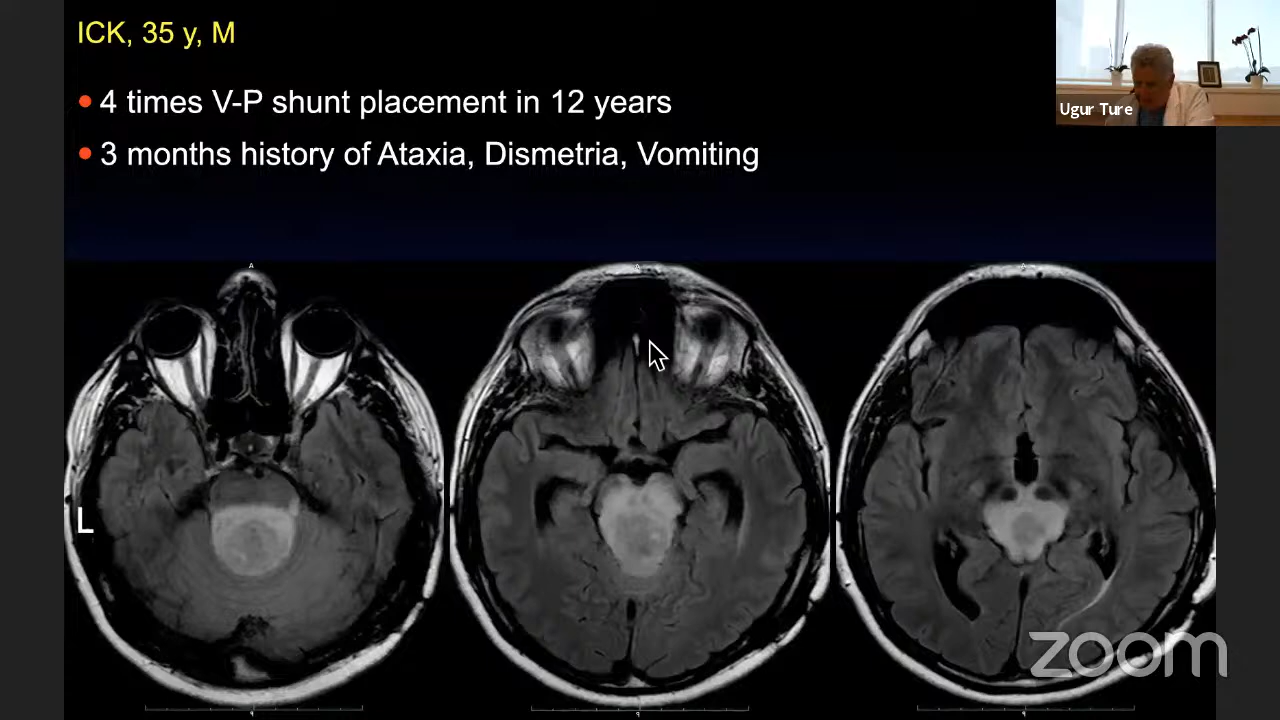 ICK, 35 y, M
Ugur Ture
• 4 times V-P shunt placement in 12 years
• 3 months history of Ataxia, Dismetria, Vomiting
A
A
L
zoom